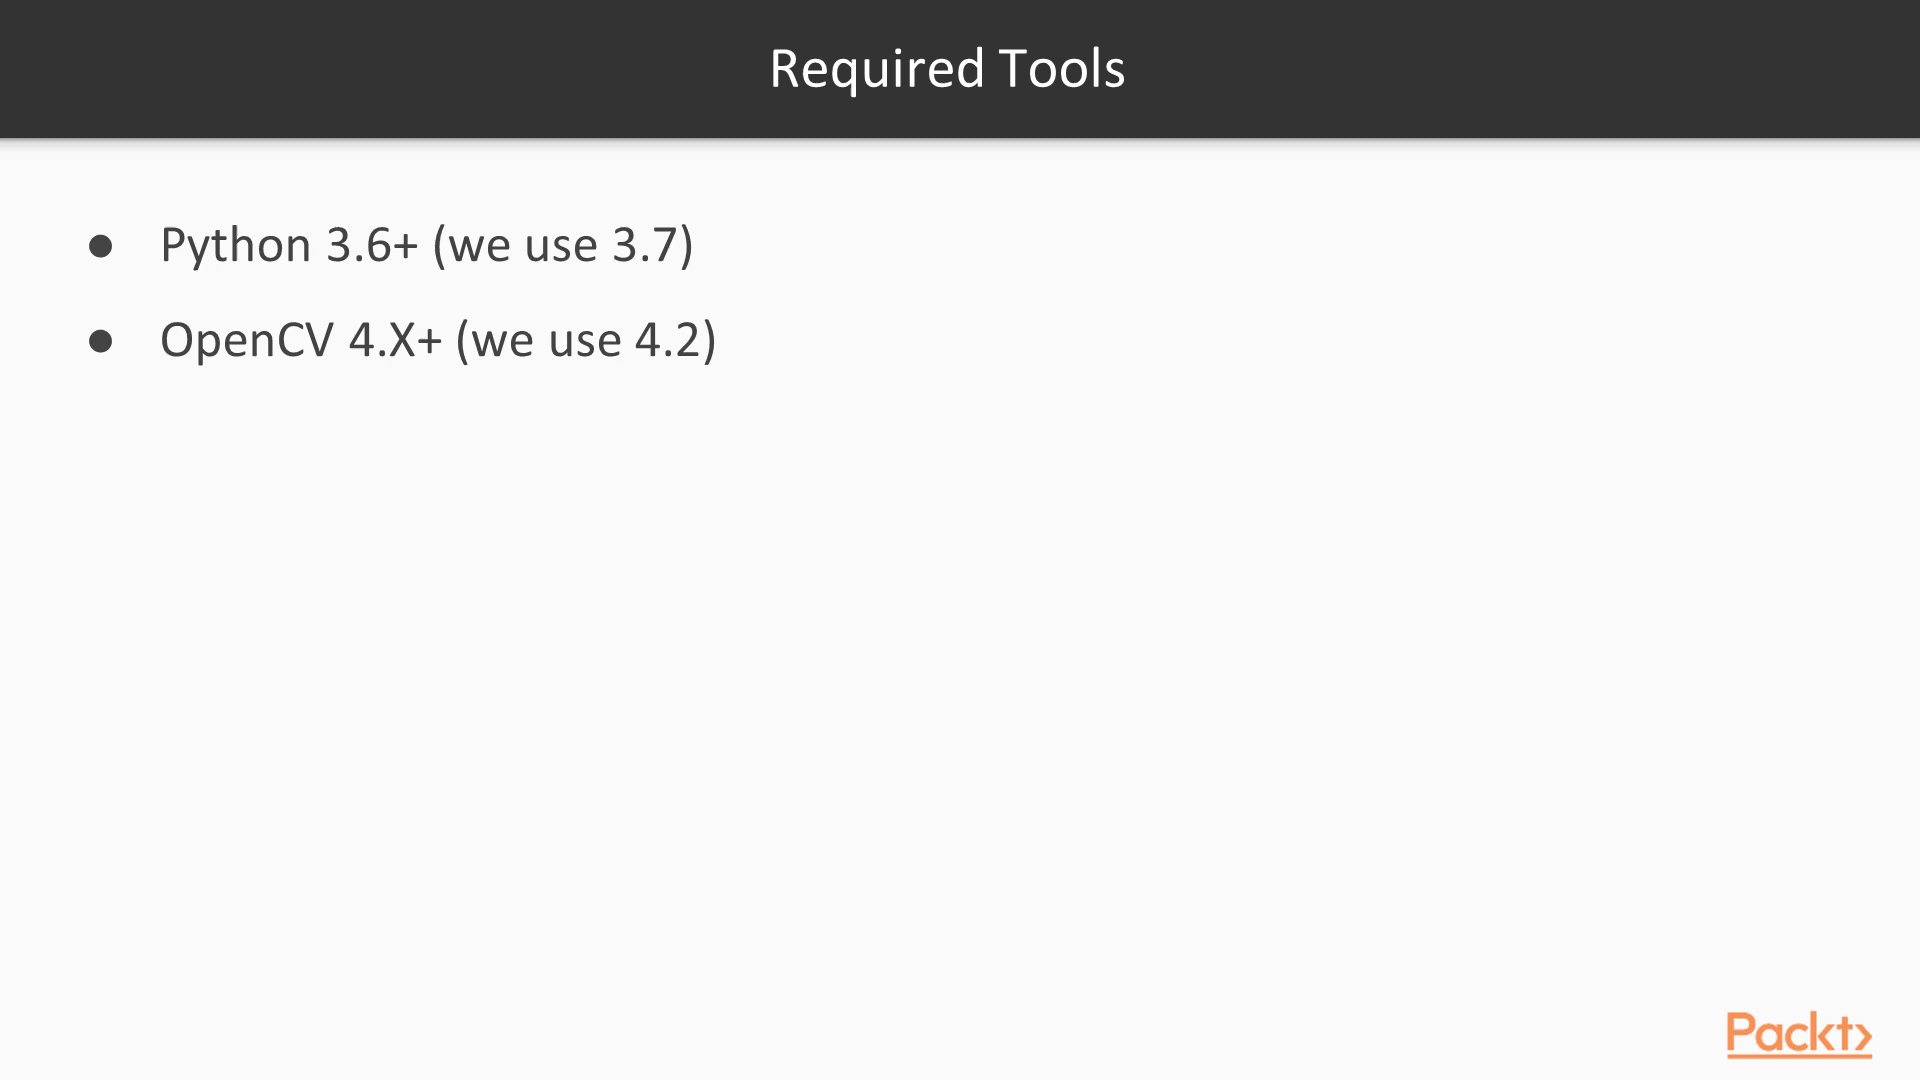 Required Tools
● Python 3.6+ (we use 3.7)
● OpenCV 4.X+ (we use 4.2)
Packt>